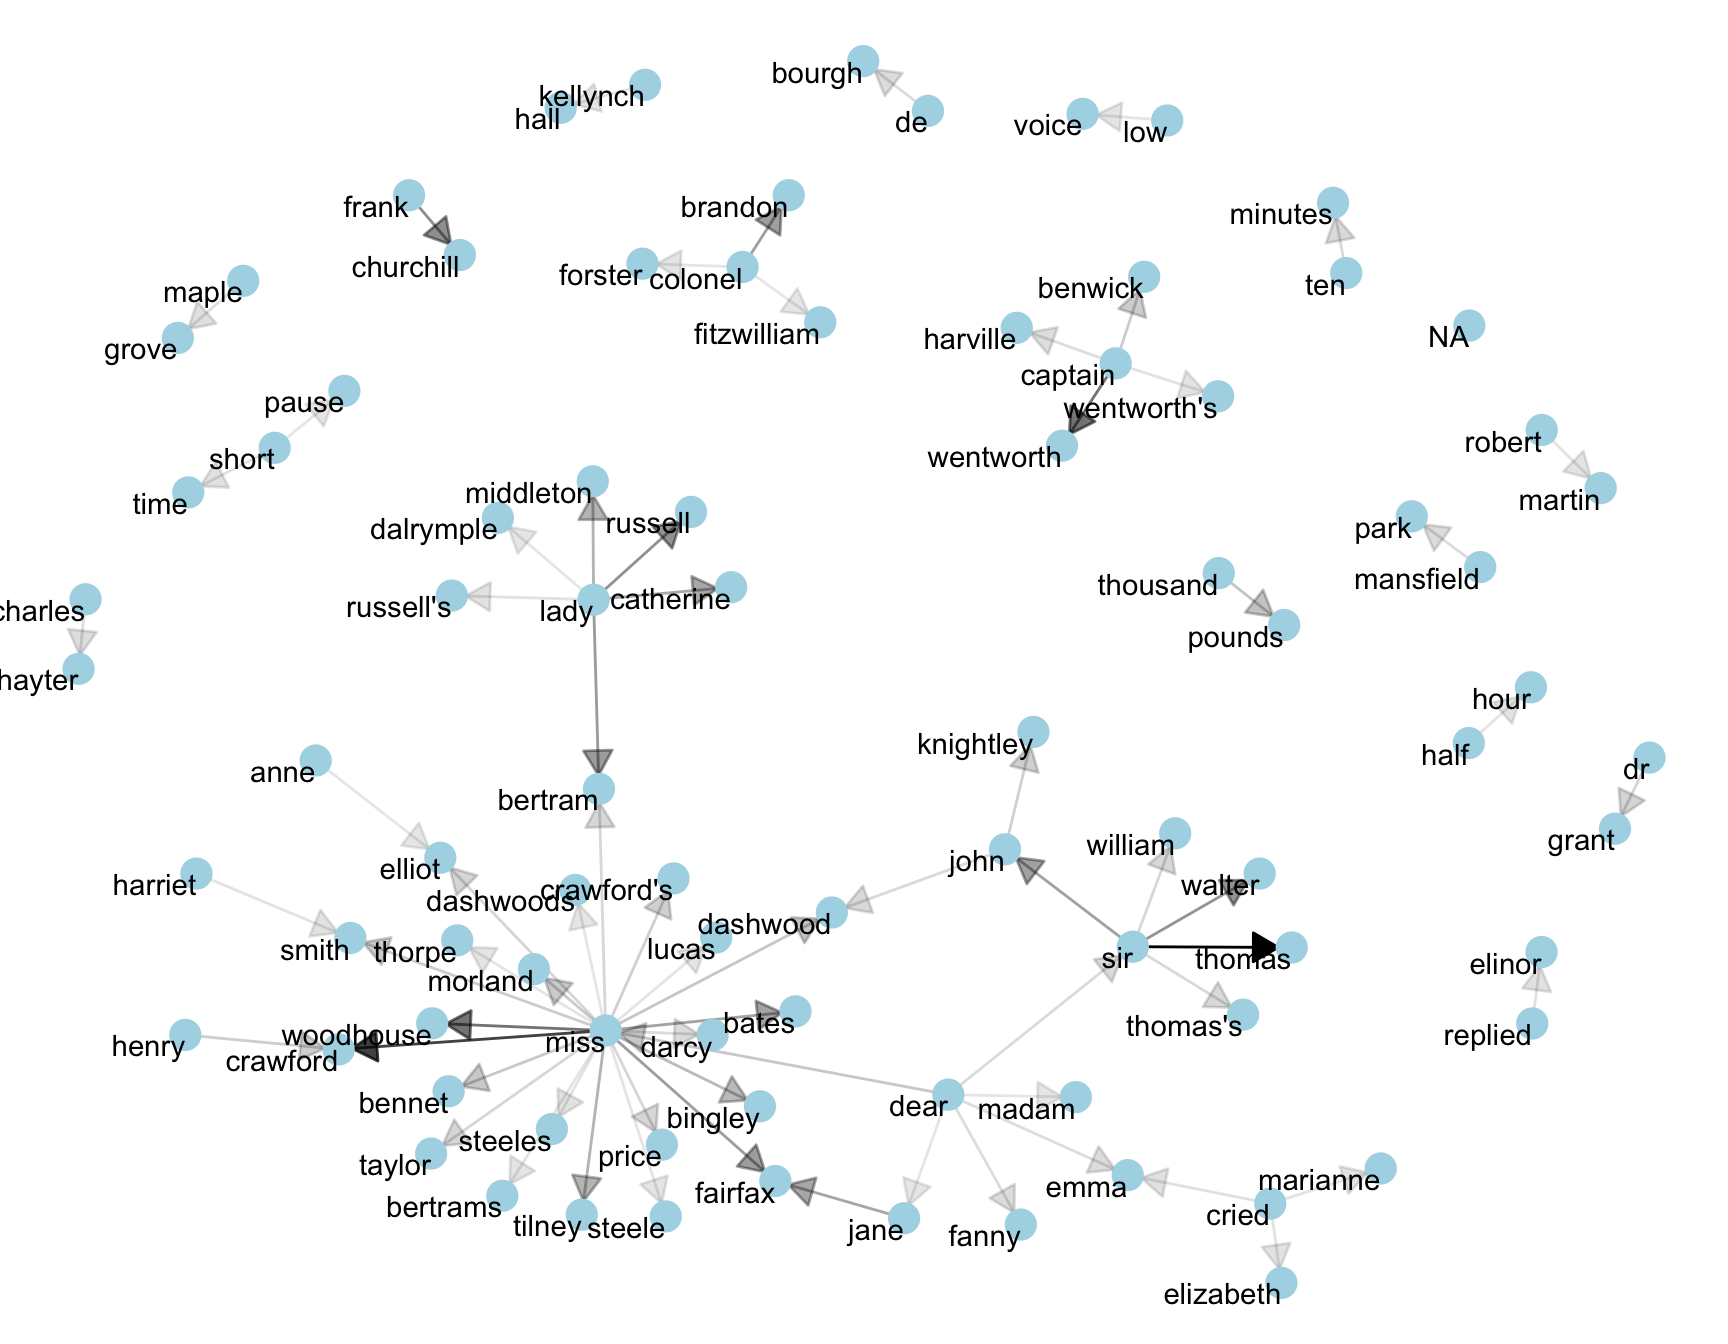 bourgh
kellynch
hall
de
voice
low
frank
brandon
minutes
churchill
forster
colonel
ten
maple
benwick
grove
fitzwilliam
harville
NA
captain
pause
wentworth's
short
wentworth
robert
time
middleton
martin
dalrymple
russell
park
thousand
mansfield
russell's
lady
catherine
charles
pounds
hayter
hour
knightley
half
anne
dr
bertram
grant
william
elliot
john
harriet
crawford's
walter
dashwoods
dashwood
smith
thorpe
lucas
sir
thomas
elinor
morland
bates
thomas's
woodhouse
miss
replied
henry
darcy
crawford
bennet
dear
madam
bingley
steeles
price
taylor
marianne
emma
fairfax
bertrams
cried
tilney
steele
jane
fanny
elizabeth